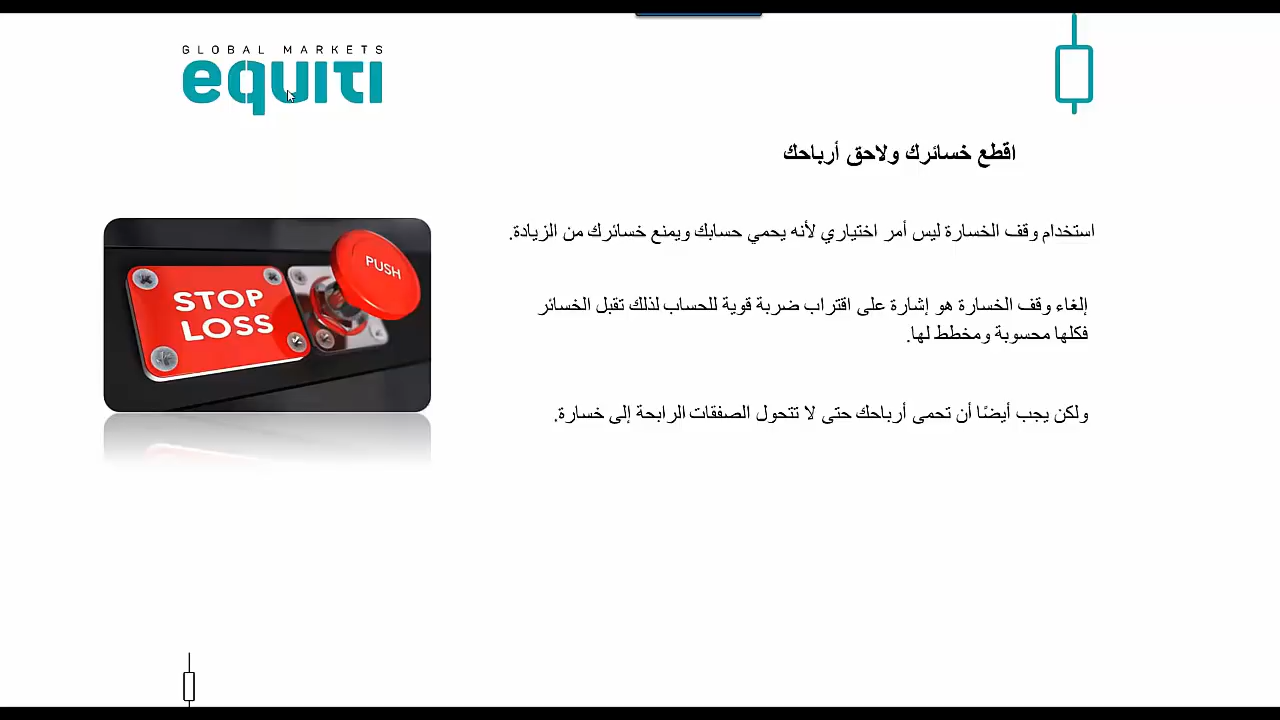 GLOBAL MARKETS
equiti
اقطع خسائرك ولاحق أرباحك
استخدام وقف الخسارة ليس أمر اختياري لأنه يحمي حسابك ويمنع خسائرك من الزيادة.
إلغاء وقف الخسارة هو إشارة على اقتراب ضربة قوية للحساب لذلك تقبل الخسائر
فكلها محسوبة ومخطط لها.
ولكن يجب أيضًا أن تحمى أرباحك حتى لا تتحول الصفقات الرابحة إلى خسارة.
STOP
LOSS
PUSH